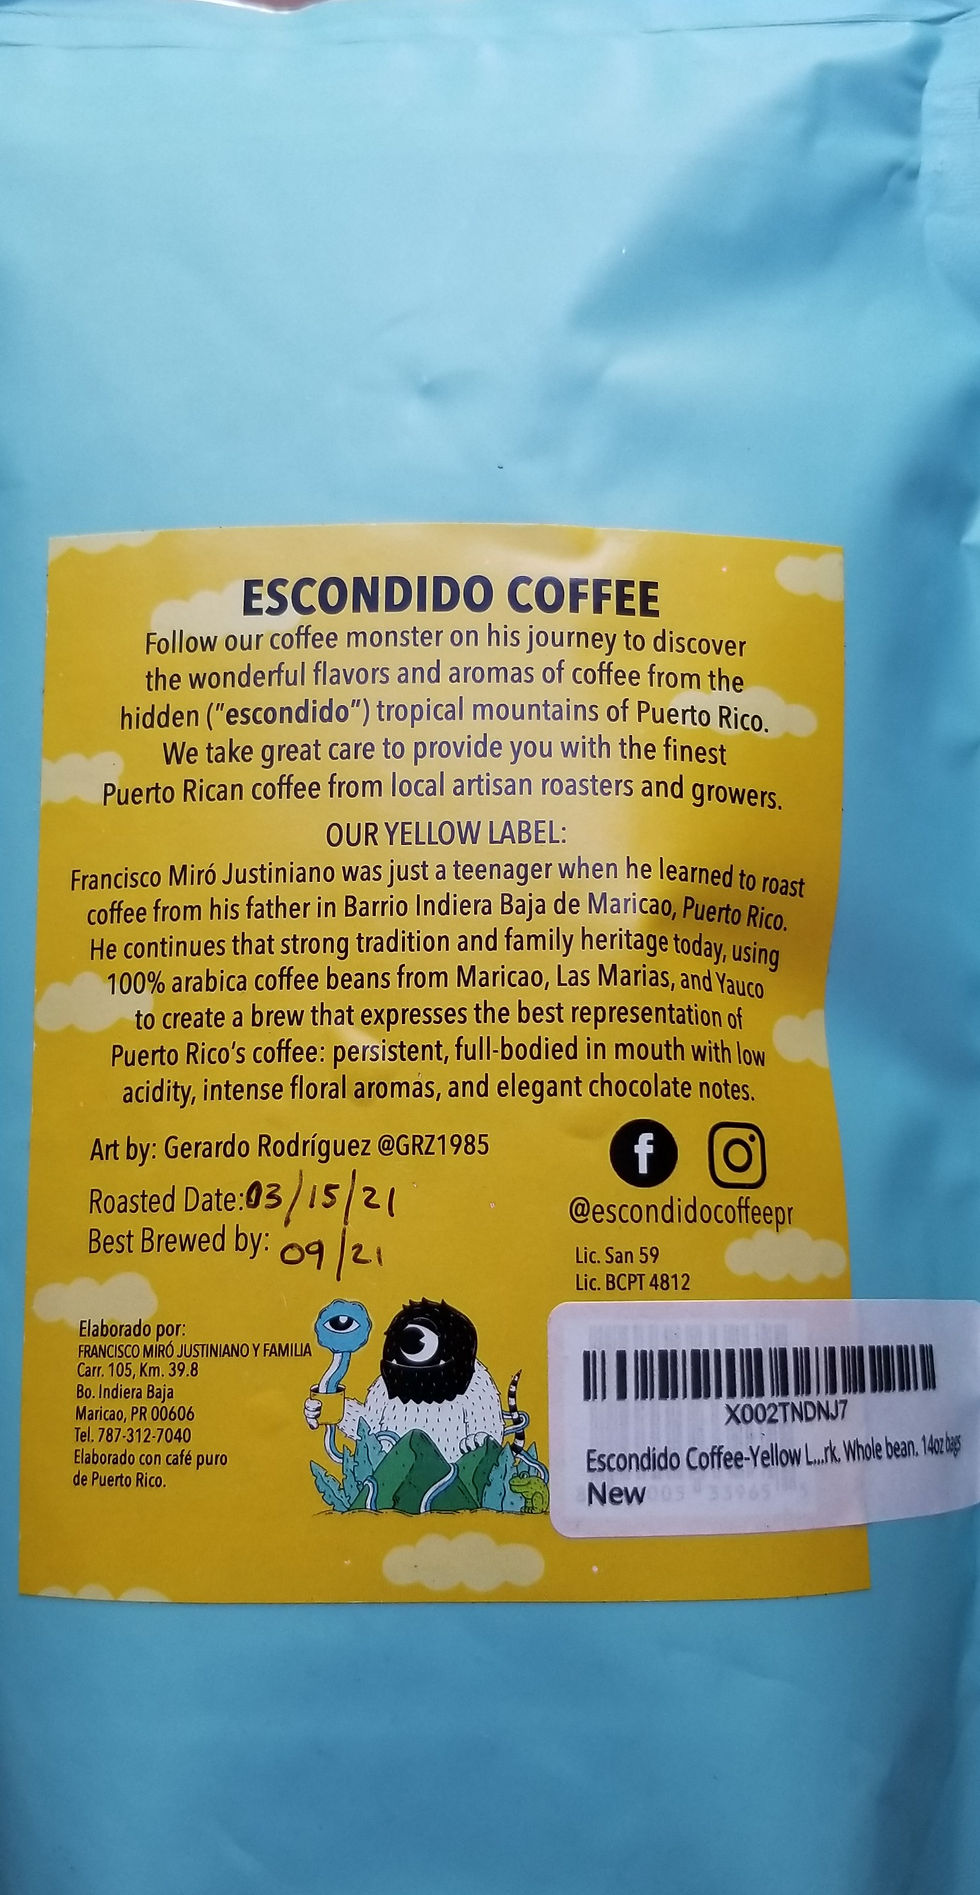 ESCONDIDO COFFEE
Follow our coffee monster on his journey to discover
the wonderful flavors and aromas of coffee from the
hidden ("escondido") tropical mountains of Puerto Rico.
We take great care to provide you with the finest
Puerto Rican coffee from local artisan roasters and growers.
OUR YELLOW LABEL:
Francisco Miró Justiniano was just a teenager when he learned to roast
coffee from his father in Barrio Indiera Baja de Maricao, Puerto Rico.
He continues that strong tradition and family heritage today, using
100% arabica coffee beans from Maricao, Las Marias, and Yauco
to create a brew that expresses the best representation of
Puerto Rico's coffee: persistent, full-bodied in mouth with low
acidity, intense floral aromas, and elegant chocolate notes.
Art by: Gerardo Rodríguez @GRZ1985
Roasted Date: 03/15/21
Best Brewed by: 09/21
f
@escondidocoffeepr
Lic. San 59
Lic. BCPT 4812
Elaborado por:
FRANCISCO MIRÓ JUSTINIANO Y FAMILIA
Carr. 105, Km. 39.8
Bo. Indiera Baja
Maricao, PR 00606
Tel. 787-312-7040
Elaborado con café puro
de Puerto Rico.
X002TNDNJ7
Escondido Coffee-Yellow L...rk. Whole bean. 14oz bags
New